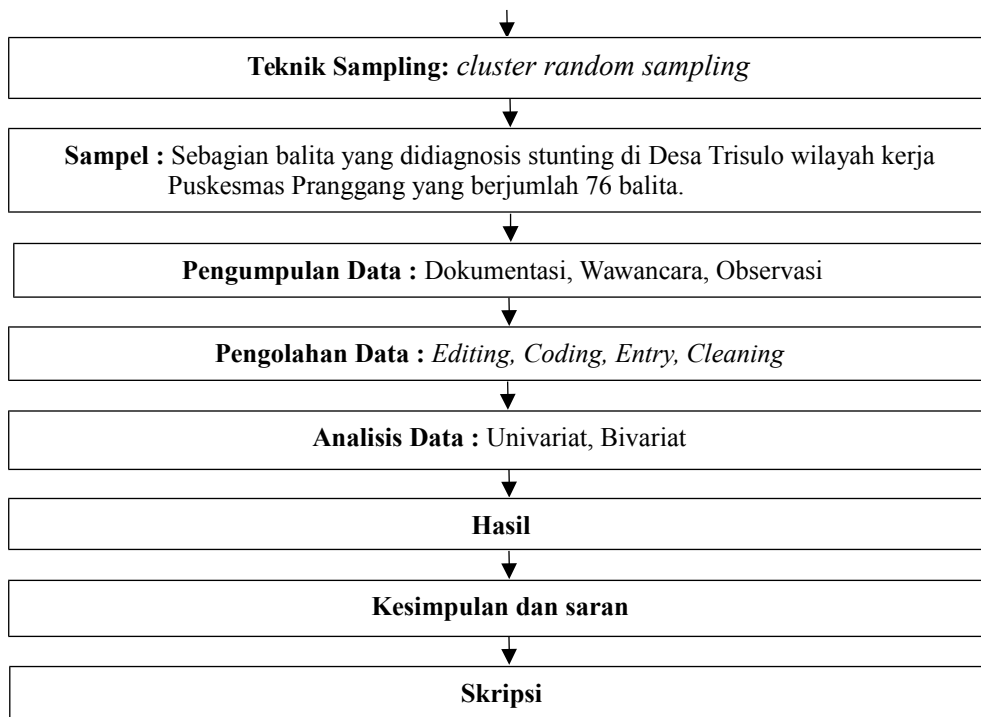 Teknik Sampling: cluster random sampling
Sampel : Sebagian balita yang didiagnosis stunting di Desa Trisulo wilayah kerja
Puskesmas Pranggang yang berjumlah 76 balita.
Pengumpulan Data : Dokumentasi, Wawancara, Observasi
Pengolahan Data : Editing, Coding, Entry, Cleaning
Analisis Data : Univariat, Bivariat
Hasil
Kesimpulan dan saran
Skripsi